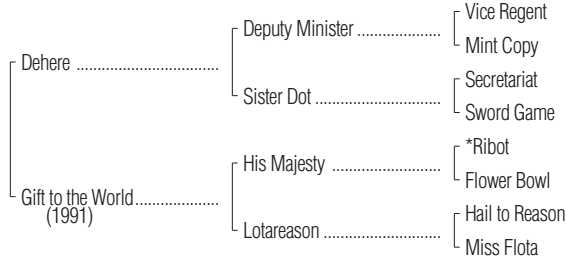 Vice Regent
Deputy Minister ....................
Mint Copy
Dehere ..................................
Secretariat
Sister Dot ..............................
Sword Game
*Ribot
His Majesty ..........................
Flower Bowl
Gift to the World....................
(1991)
Hail to Reason
Lotareason ............................
Miss Flota